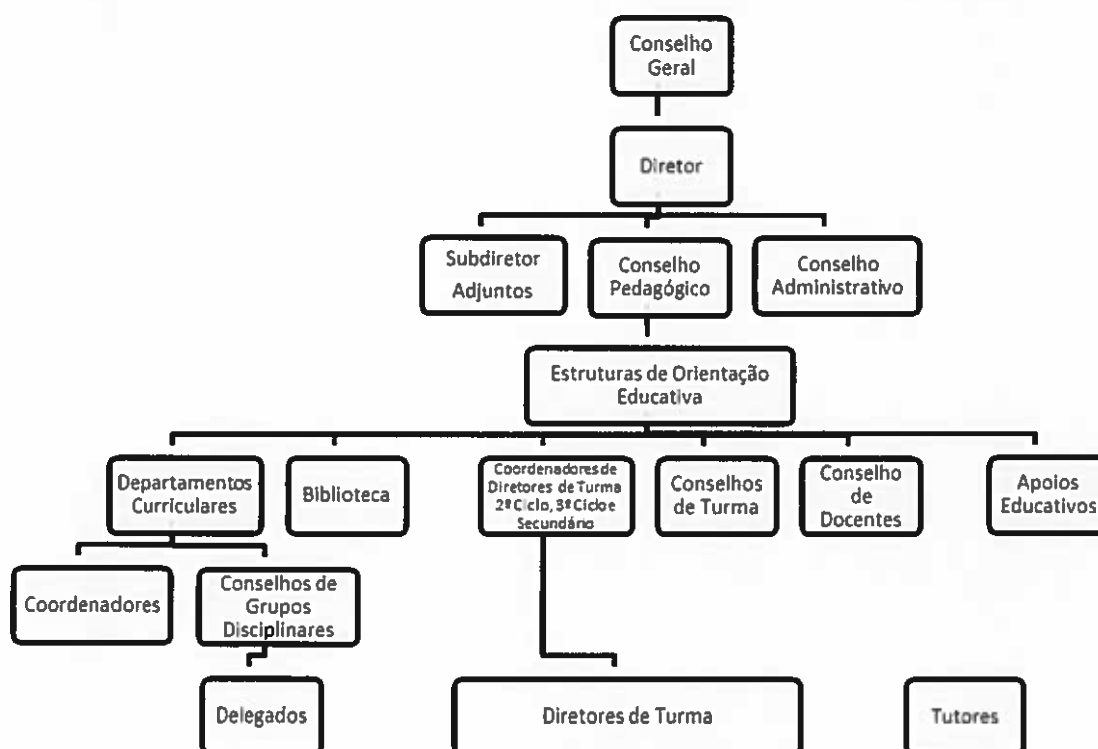 Conselho
Geral
Diretor
Subdiretor
Adjuntos
Conselho
Pedagógico
Conselho
Administrativo
Estruturas de Orientação
Educativa
Departamentos
Curriculares
Biblioteca
Coordenadores de
Diretores de Turma
2º Ciclo, 3º Ciclo e
Secundário
Conselhos
de Turma
Conselho
de
Docentes
Apoios
Educativos
Coordenadores
Conselhos de
Grupos
Disciplinares
Delegados
Diretores de Turma
Tutores